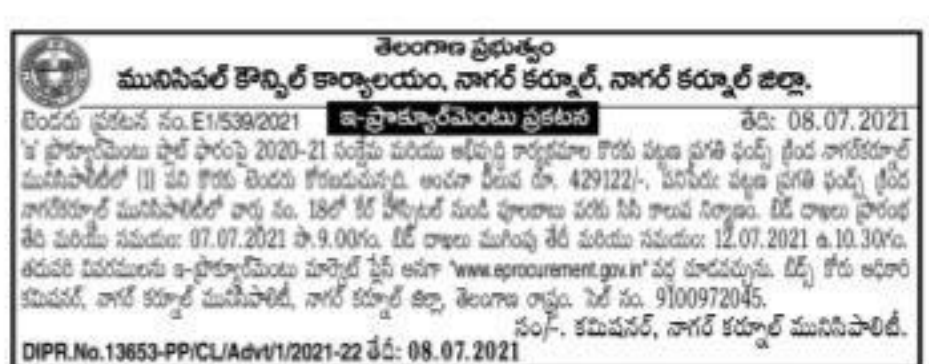 తెలంగాణ ప్రభుత్వం
మునిసిపల్ కౌన్సిల్ కార్యాలయం, నాగర్ కర్నూల్, నాగర్ కర్నూల్ జిల్లా.
టెండరు ప్రకటన నం.E1/539/2021 ఇ-ప్రొక్యూర్‌మెంటు ప్రకటన తేది: 08.07.2021
'ఇ' ప్రొక్యూర్‌మెంటు ప్లాట్ ఫారంపై 2020-21 సంక్షేమ మరియు అభివృద్ధి కార్యక్రమాల కొరకు పట్టణ ప్రగతి ఫండ్స్ క్రింద నాగర్‌కర్నూల్
మునిసిపాలిటీలో (1) పని కొరకు తెండరు కోరబడుచున్నది. అంచనా విలువ రూ. 429122/-. పనిపేరు: పట్టణ ప్రగతి ఫండ్స్ క్రింద
నాగర్‌కర్నూల్ మునిసిపాలిటీలో వార్డు నం. 18లో కేర్ హాస్పిటల్ నుండి పూలబాబు వరకు సిసి కాలువ నిర్మాణం. బిడ్ దాఖలు ప్రారంభ
తేది మరియు సమయం: 07.07.2021 సా.9.00గం. బిడ్ దాఖలు ముగింపు తేదీ మరియు సమయం: 12.07.2021 ఉ.10.30గం.
తదుపరి వివరములను ఇ-ప్రొక్యూర్‌మెంటు మార్కెట్ ప్లేస్ అనగా "www.eprocurement.gov.in" వద్ద చూడవచ్చును. బిడ్స్ కోరు అధికారి
కమిషనర్, నాగర్ కర్నూల్ మునిసిపాలిటీ, నాగర్ కర్నూల్ జిల్లా, తెలంగాణ రాష్ట్రం. సెల్ నం. 9100972045.
సం/-. కమిషనర్, నాగర్ కర్నూల్ మునిసిపాలిటీ.
DIPR.No.13653-PP/CL/Advt/1/2021-22 తేది: 08.07.2021